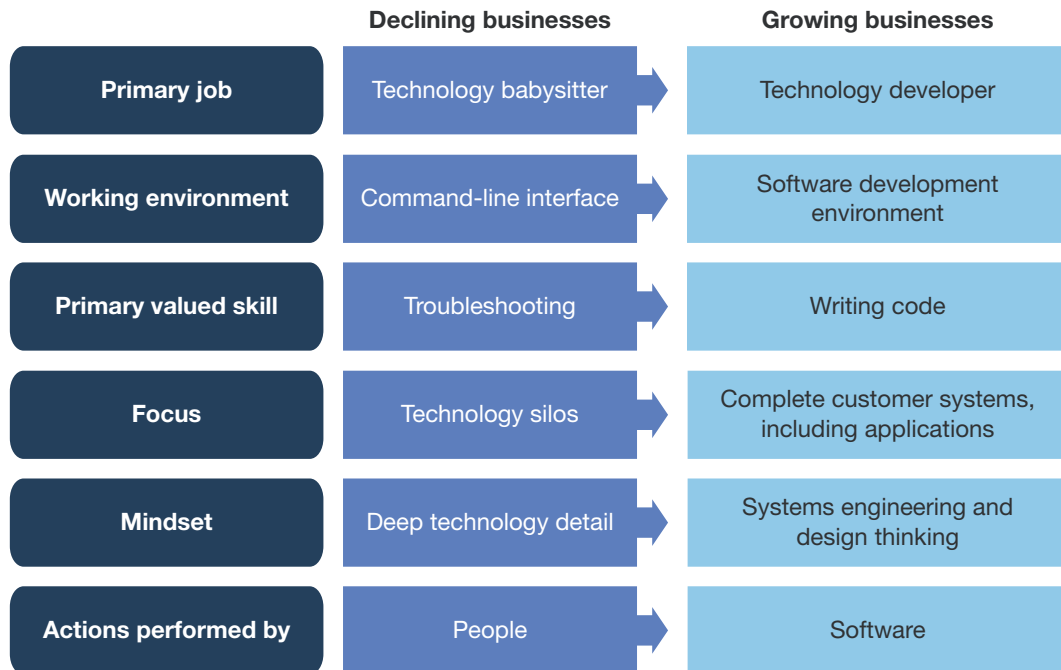 Declining businesses
Growing businesses
Primary job
Technology babysitter
Technology developer
Working environment
Command-line interface
Software development
environment
Primary valued skill
Troubleshooting
Writing code
Focus
Technology silos
Complete customer systems,
including applications
Mindset
Deep technology detail
Systems engineering and
design thinking
Actions performed by
People
Software